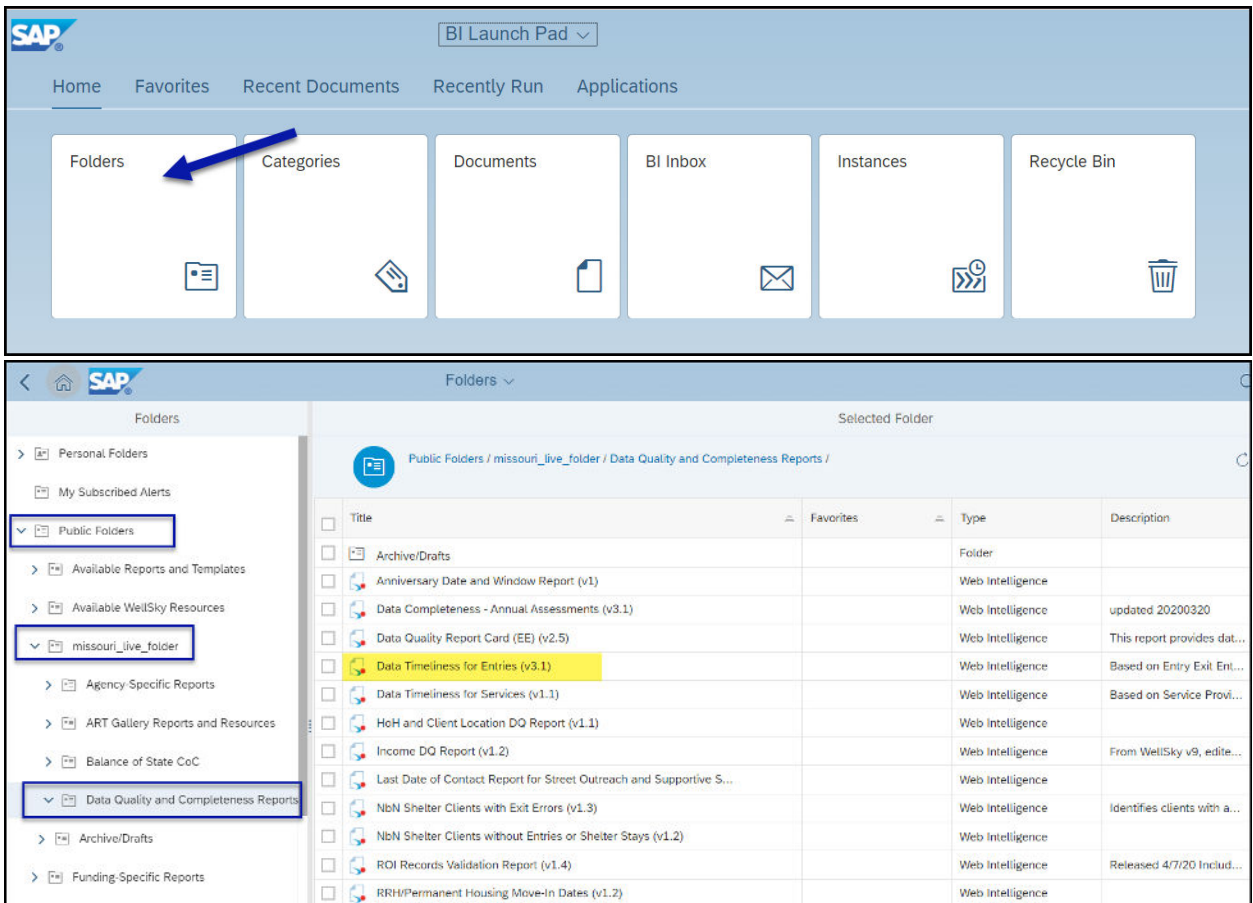 SAP
BI Launch Pad
Home Favorites Recent Documents Recently Run Applications
Folders Categories Documents BI Inbox Instances Recycle Bin
SAP Folders
Folders Selected Folder
Personal Folders
My Subscribed Alerts
Public Folders
Available Reports and Templates
Available WellSky Resources
missouri_live_folder
Agency-Specific Reports
ART Gallery Reports and Resources
Balance of State CoC
Data Quality and Completeness Reports
Archive/Drafts
Funding-Specific Reports
Public Folders / missouri_live_folder / Data Quality and Completeness Reports /
Title Favorites Type Description
Archive/Drafts Folder
Anniversary Date and Window Report (v1) Web Intelligence
Data Completeness - Annual Assessments (v3.1) Web Intelligence updated 20200320
Data Quality Report Card (EE) (v2.5) Web Intelligence This report provides dat...
Data Timeliness for Entries (v3.1) Web Intelligence Based on Entry Exit Ent...
Data Timeliness for Services (v1.1) Web Intelligence Based on Service Provi...
HoH and Client Location DQ Report (v1.1) Web Intelligence
Income DQ Report (v1.2) Web Intelligence From WellSky v9, edite...
Last Date of Contact Report for Street Outreach and Supportive S... Web Intelligence
NbN Shelter Clients with Exit Errors (v1.3) Web Intelligence Identifies clients with a...
NbN Shelter Clients without Entries or Shelter Stays (v1.2) Web Intelligence
ROI Records Validation Report (v1.4) Web Intelligence Released 4/7/20 Includ...
RRH/Permanent Housing Move-In Dates (v1.2) Web Intelligence